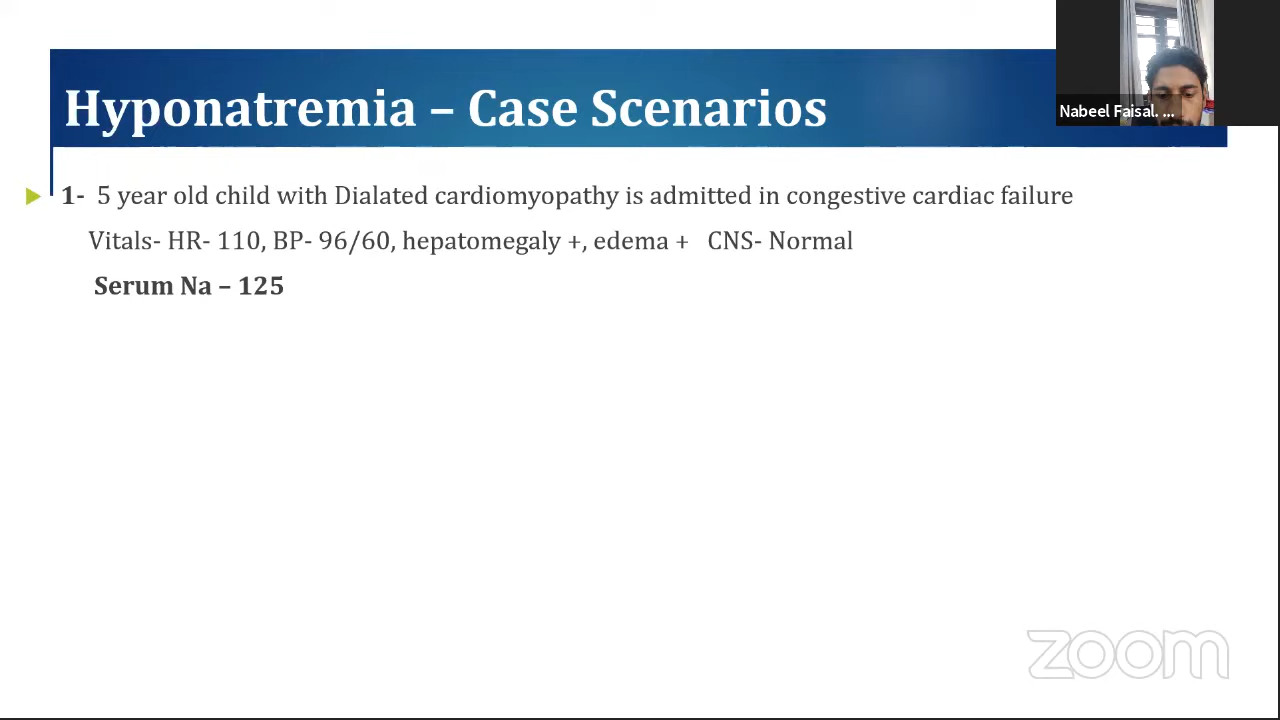 Hyponatremia – Case Scenarios
Nabeel Faisal. ...
1- 5 year old child with Dialated cardiomyopathy is admitted in congestive cardiac failure
Vitals- HR- 110, BP- 96/60, hepatomegaly +, edema + CNS- Normal
Serum Na – 125
zoom